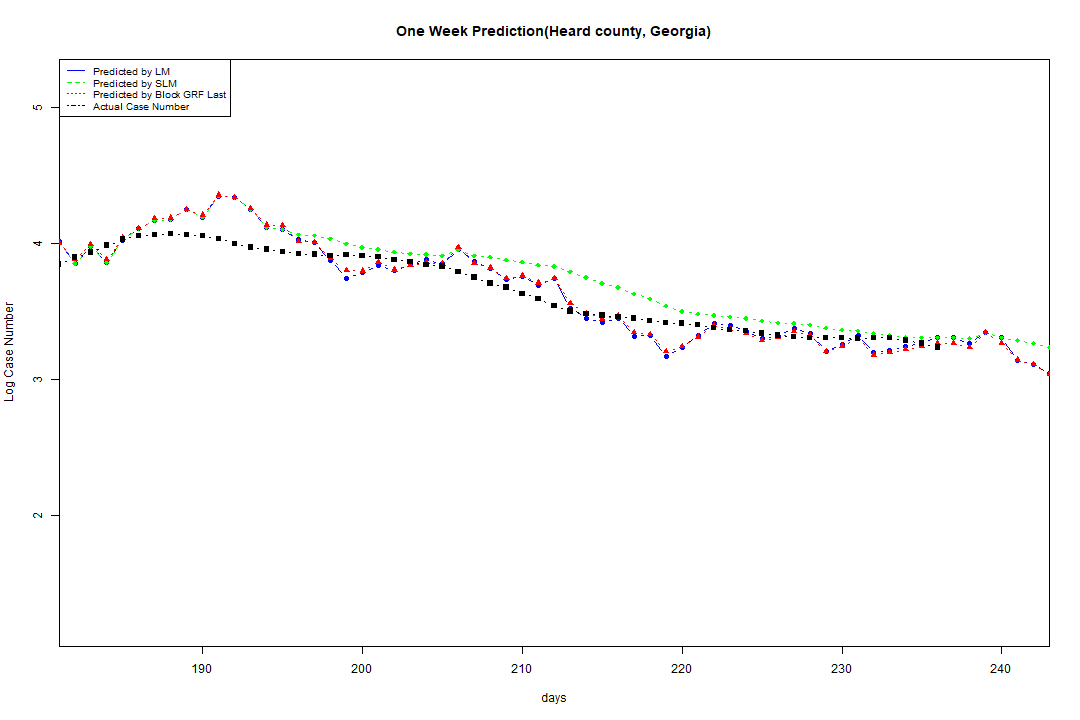 One Week Prediction(Heard county, Georgia)
Predicted by LM
Predicted by SLM
Predicted by Block GRF Last
Actual Case Number
5
4
3
2
Log Case Number
190 200 210 220 230 240
days